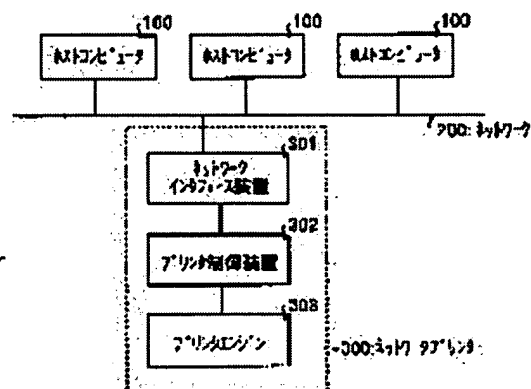 100 100 100
ホストコンピュータ ホストコンピュータ ホストコンピュータ
200:ネットワーク
301
ネットワーク
インタフェース装置
302
プリンタ制御装置
303
プリンタエンジン
300:ネットワークプリンタ